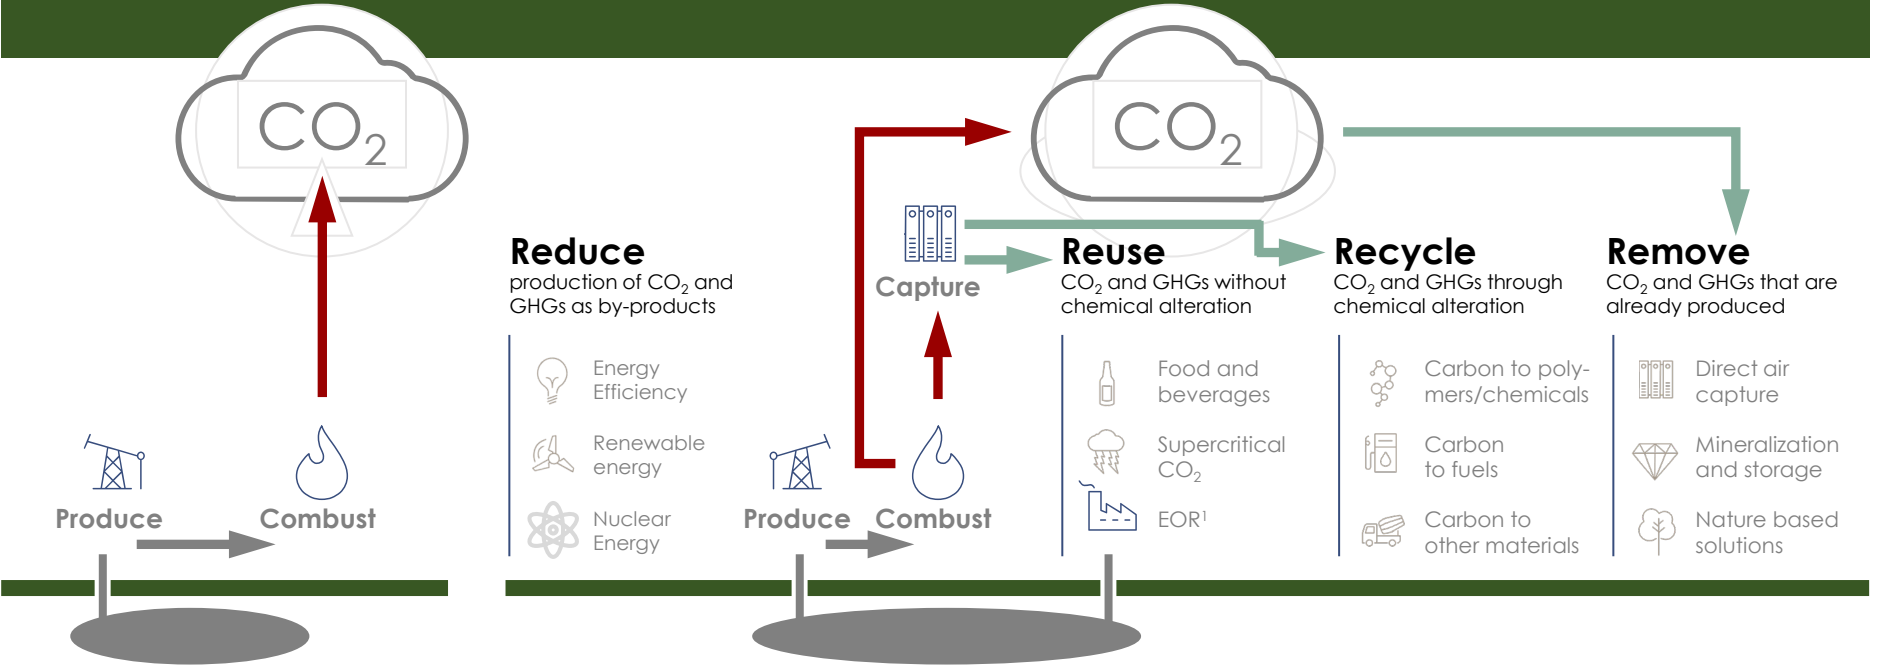 CO₂
Produce
Combust
Reduce
production of CO₂ and
GHGs as by-products
Energy
Efficiency
Renewable
energy
Nuclear
Energy
CO₂
Capture
Produce
Combust
Reuse
CO₂ and GHGs without
chemical alteration
Food and
beverages
Supercritical
CO₂
EOR¹
Recycle
CO₂ and GHGs through
chemical alteration
Carbon to poly-
mers/chemicals
Carbon
to fuels
Carbon to
other materials
Remove
CO₂ and GHGs that are
already produced
Direct air
capture
Mineralization
and storage
Nature based
solutions